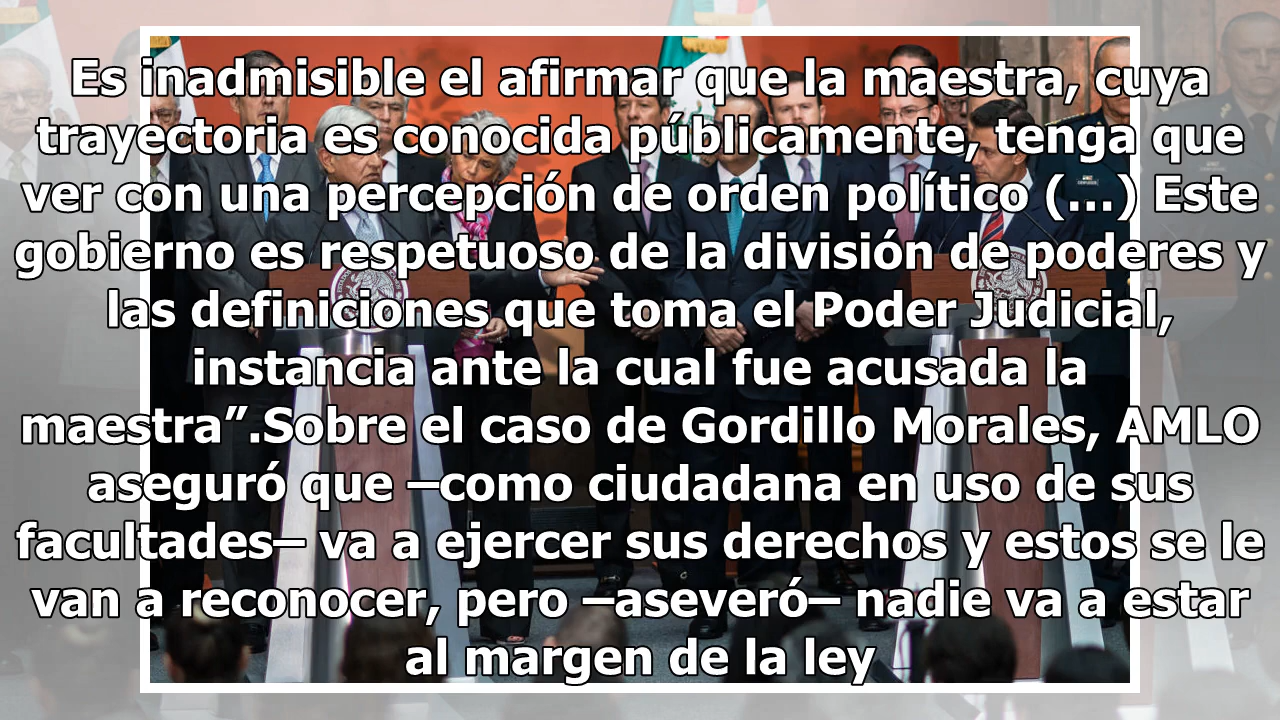 Es inadmisible el afirmar que la maestra, cuya
trayectoria es conocida públicamente, tenga que
ver con una percepción de orden político (...) Este
gobierno es respetuoso de la división de poderes y
las definiciones que toma el Poder Judicial,
instancia ante la cual fue acusada la
maestra”.Sobre el caso de Gordillo Morales, AMLO
aseguró que –como ciudadana en uso de sus
facultades– va a ejercer sus derechos y estos se le
van a reconocer, pero –aseveró– nadie va a estar
al margen de la ley